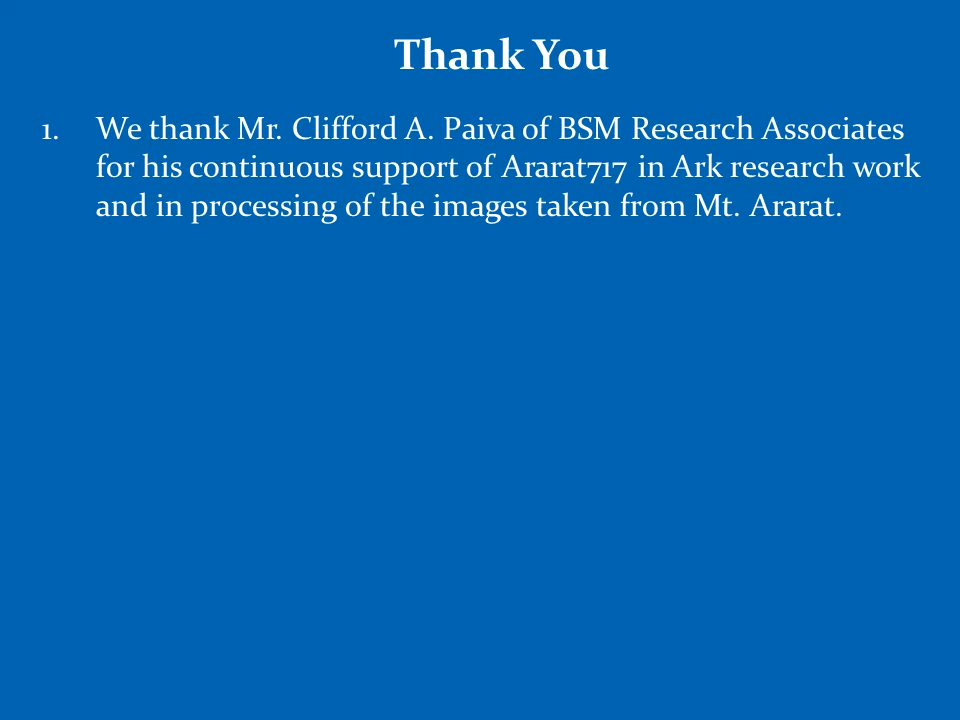 Thank You
1. We thank Mr. Clifford A. Paiva of BSM Research Associates
for his continuous support of Ararat717 in Ark research work
and in processing of the images taken from Mt. Ararat.